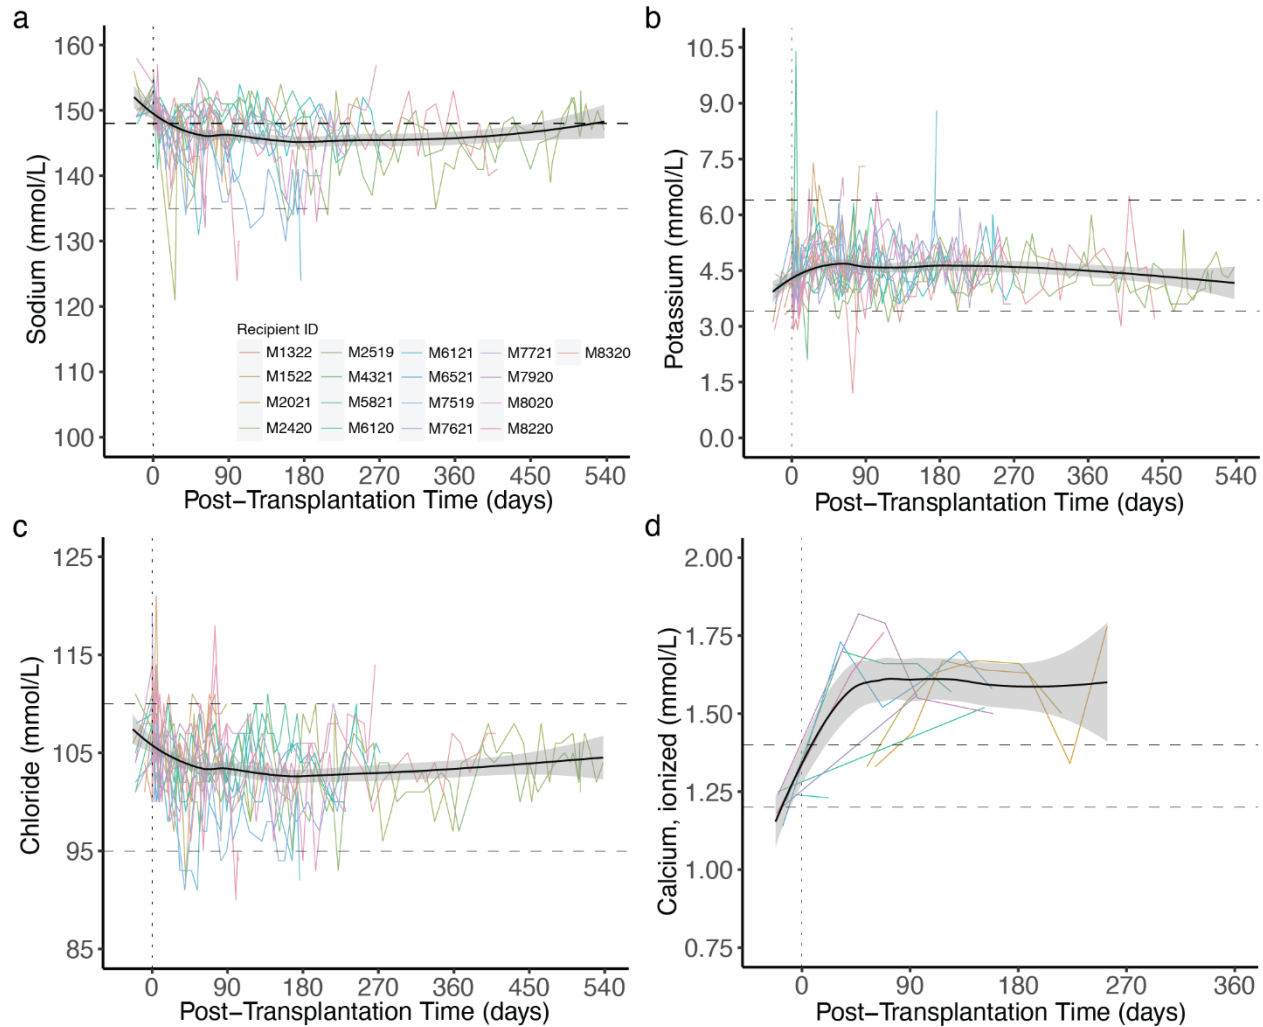 a
Sodium (mmol/L)
160
150
140
130
120
110
100
Recipient ID
M1322 M2519 M6121 M7721 M8320
M1522 M4321 M6521 M7920
M2021 M5821 M7519 M8020
M2420 M6120 M7621 M8220
0 90 180 270 360 450 540
Post-Transplantation Time (days)
b
Potassium (mmol/L)
10.5
9.0
7.5
6.0
4.5
3.0
1.5
0.0
0 90 180 270 360 450 540
Post-Transplantation Time (days)
c
Chloride (mmol/L)
125
115
105
95
85
0 90 180 270 360 450 540
Post-Transplantation Time (days)
d
Calcium, ionized (mmol/L)
2.00
1.75
1.50
1.25
1.00
0.75
0 90 180 270 360
Post-Transplantation Time (days)